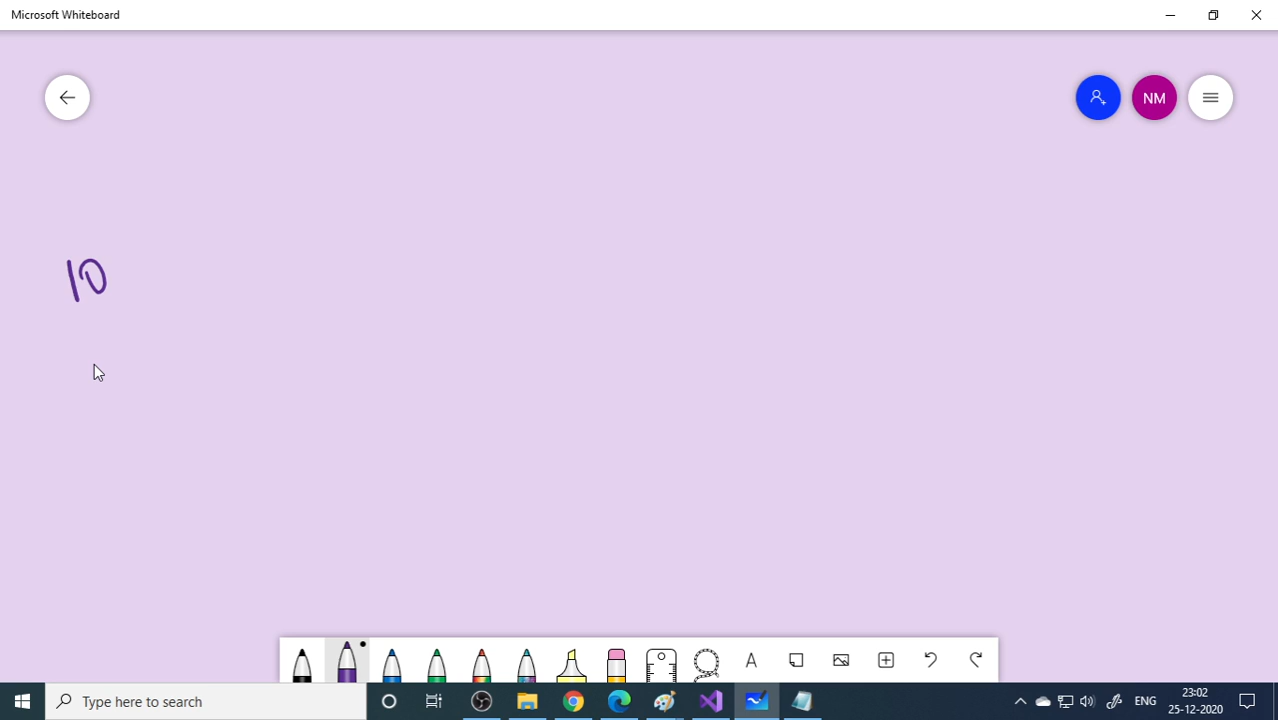 Microsoft Whiteboard
NM
10
A
Type here to search
ENG
23:02
25-12-2020